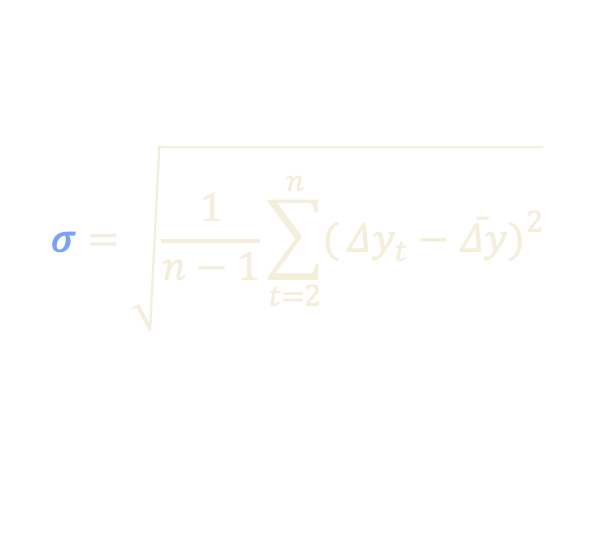 σ = √(1/(n − 1) ∑_{t=2}^{n} (Δy_t − Δ̄y)²)